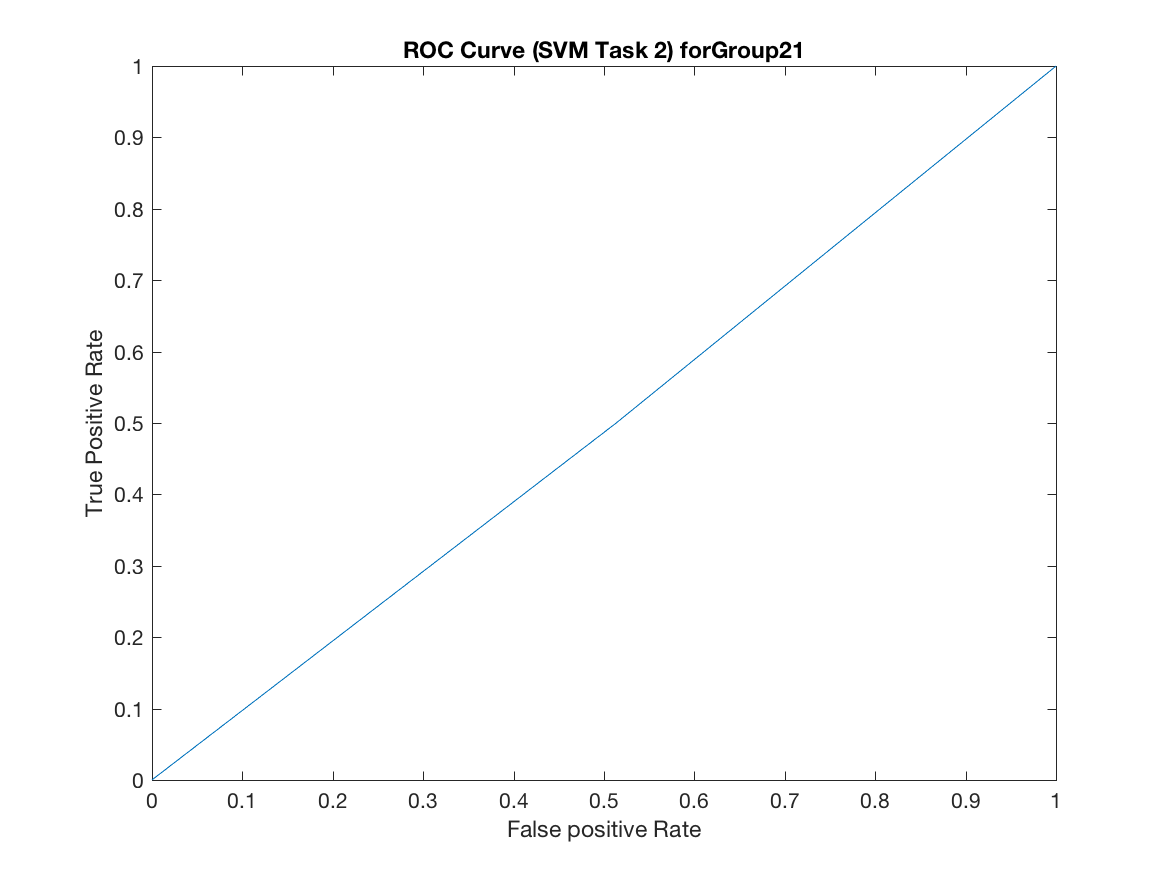 ROC Curve (SVM Task 2) forGroup21
1
0.9
0.8
0.7
0.6
0.5
0.4
0.3
0.2
0.1
0
True Positive Rate
0 0.1 0.2 0.3 0.4 0.5 0.6 0.7 0.8 0.9 1
False positive Rate